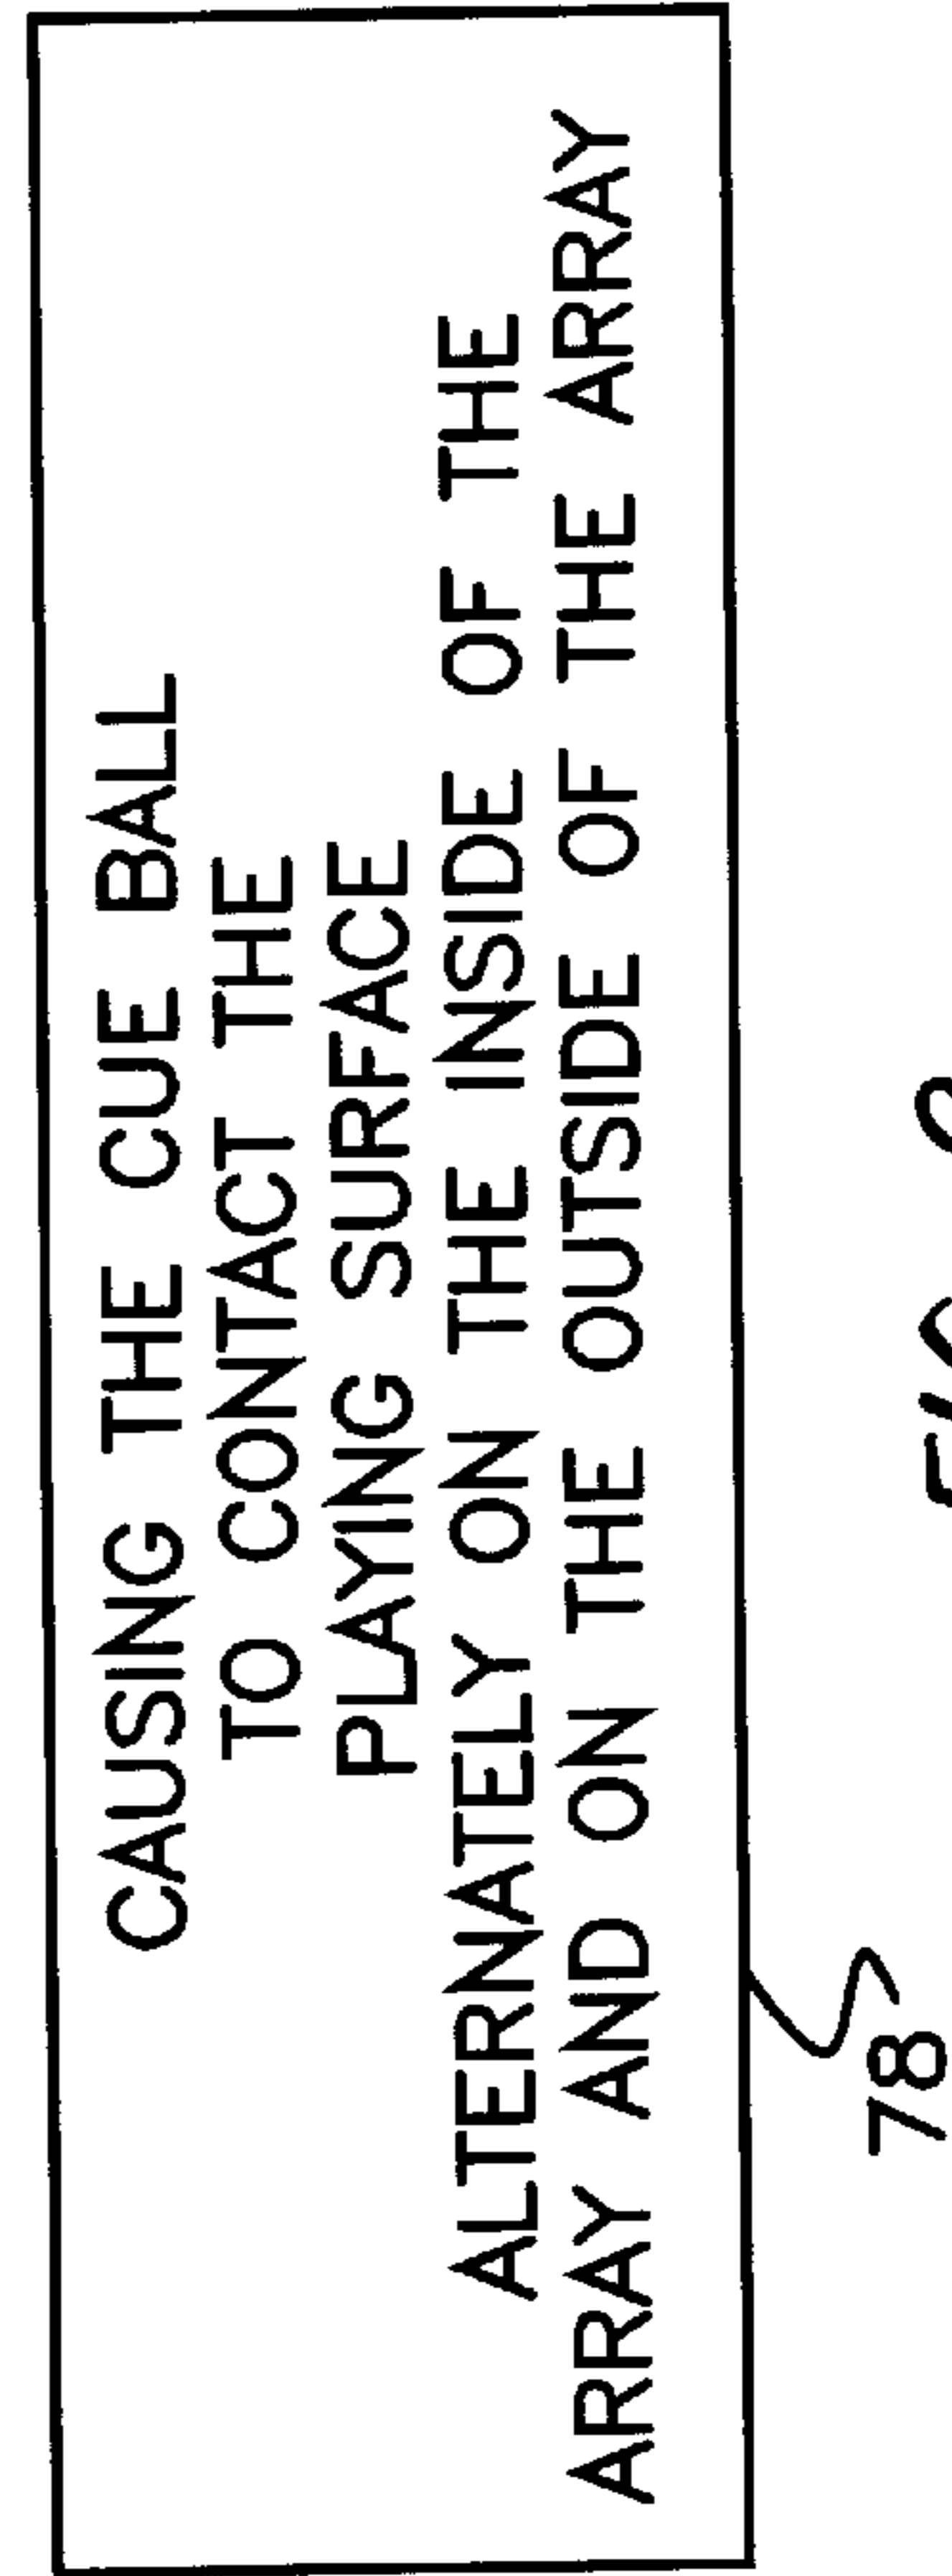 CAUSING THE CUE BALL
TO CONTACT THE
PLAYING SURFACE
ALTERNATELY ON THE INSIDE OF THE
ARRAY AND ON THE OUTSIDE OF THE ARRAY
78